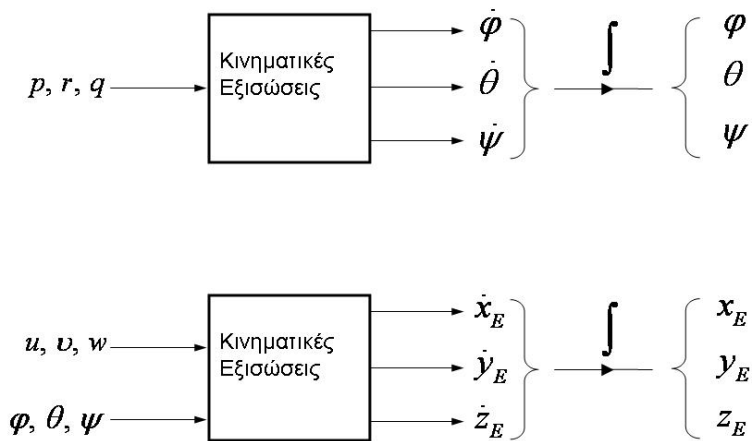 p, r, q
Κινηματικές
Εξισώσεις
φ̇
θ̇
ψ̇
∫
φ
θ
ψ
u, υ, w
φ, θ, ψ
Κινηματικές
Εξισώσεις
ẋ_E
ẏ_E
ż_E
∫
x_E
y_E
z_E